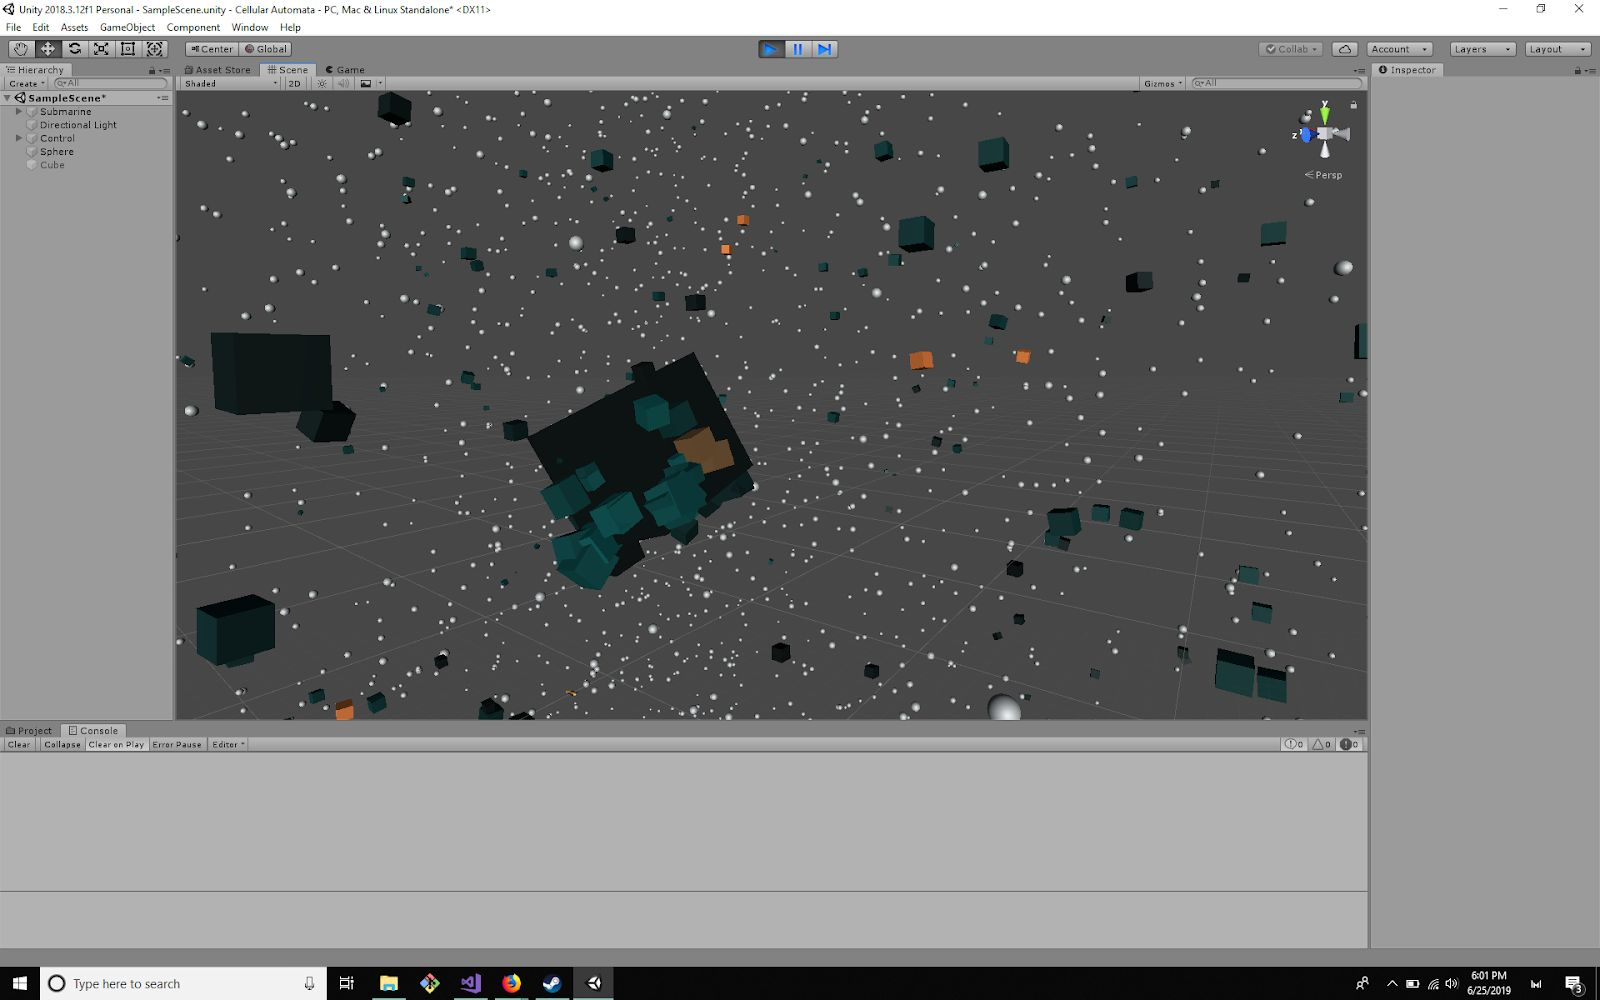 Unity 2018.3.12f1 Personal - SampleScene.unity - Cellular Automata - PC, Mac & Linux Standalone* <DX11>
File Edit Assets GameObject Component Window Help
Center Global Collab Account Layers Layout
Hierarchy Asset Store Scene Game Inspector
Create All Shaded 2D Gizmos All
SampleScene*
Submarine
Directional Light
Control
Sphere
Cube
y
z
Persp
Project Console
Clear Collapse Clear on Play Error Pause Editor 0 0 0
Type here to search
6:01 PM
6/25/2019
3